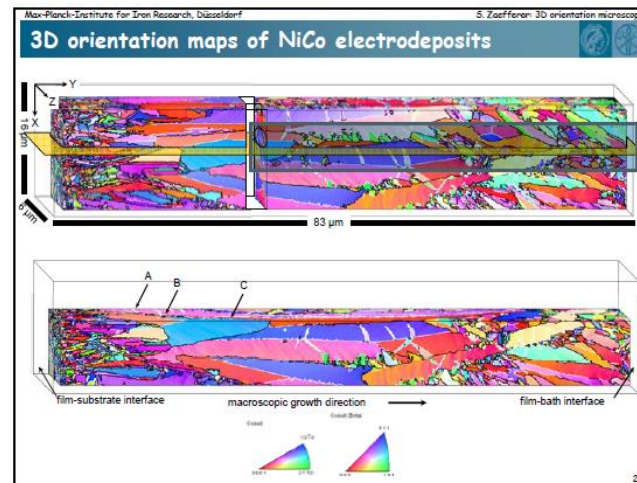 Max-Planck-Institute for Iron Research, Düsseldorf
S. Zaefferer: 3D orientation microscop
3D orientation maps of NiCo electrodeposits
Y
Z
X
16 µm
6 µm
83 µm
A
B
C
film-substrate interface
macroscopic growth direction
film-bath interface
0001